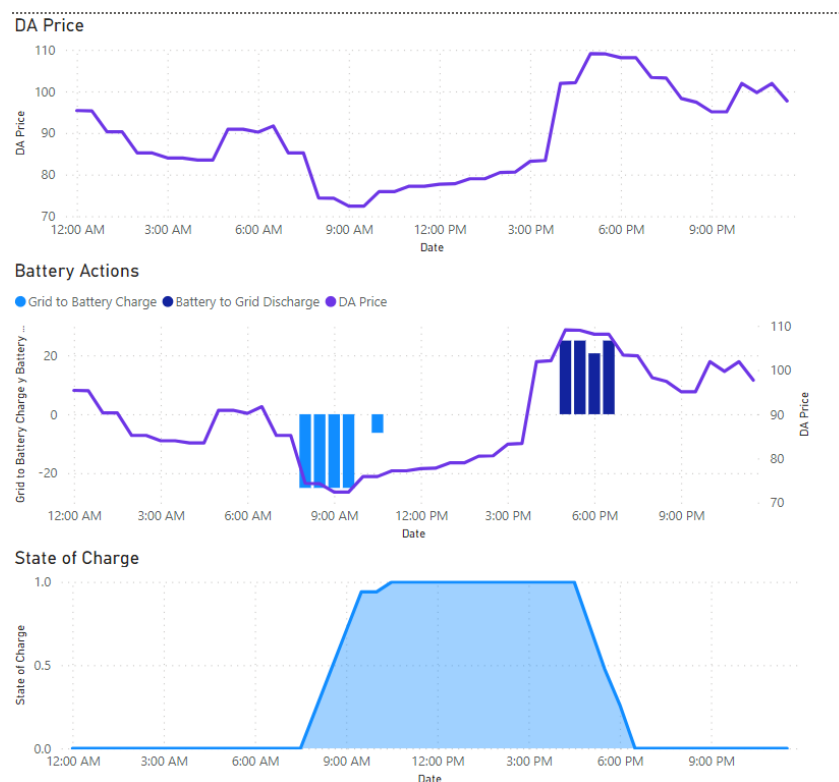 DA Price
110
100
90
80
70
DA Price
12:00 AM 3:00 AM 6:00 AM 9:00 AM 12:00 PM 3:00 PM 6:00 PM 9:00 PM
Date
Battery Actions
Grid to Battery Charge Battery to Grid Discharge DA Price
Grid to Battery Charge y Battery ...
20
0
-20
110
100
90
80
70
DA Price
12:00 AM 3:00 AM 6:00 AM 9:00 AM 12:00 PM 3:00 PM 6:00 PM 9:00 PM
Date
State of Charge
1.0
0.5
0.0
State of Charge
12:00 AM 3:00 AM 6:00 AM 9:00 AM 12:00 PM 3:00 PM 6:00 PM 9:00 PM
Date